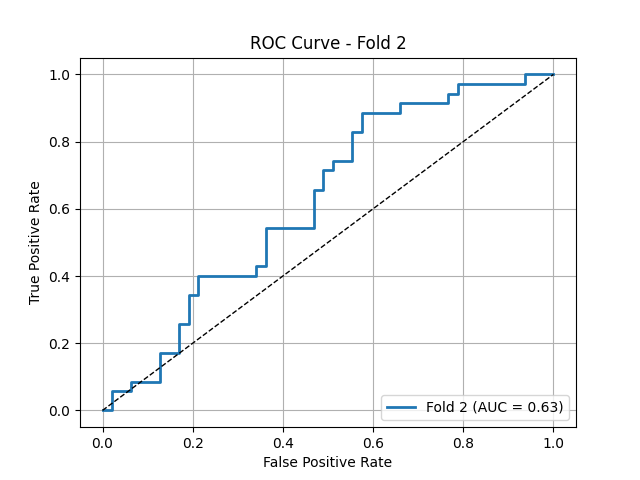 ROC Curve - Fold 2
True Positive Rate
1.0
0.8
0.6
0.4
0.2
0.0
Fold 2 (AUC = 0.63)
0.0 0.2 0.4 0.6 0.8 1.0
False Positive Rate